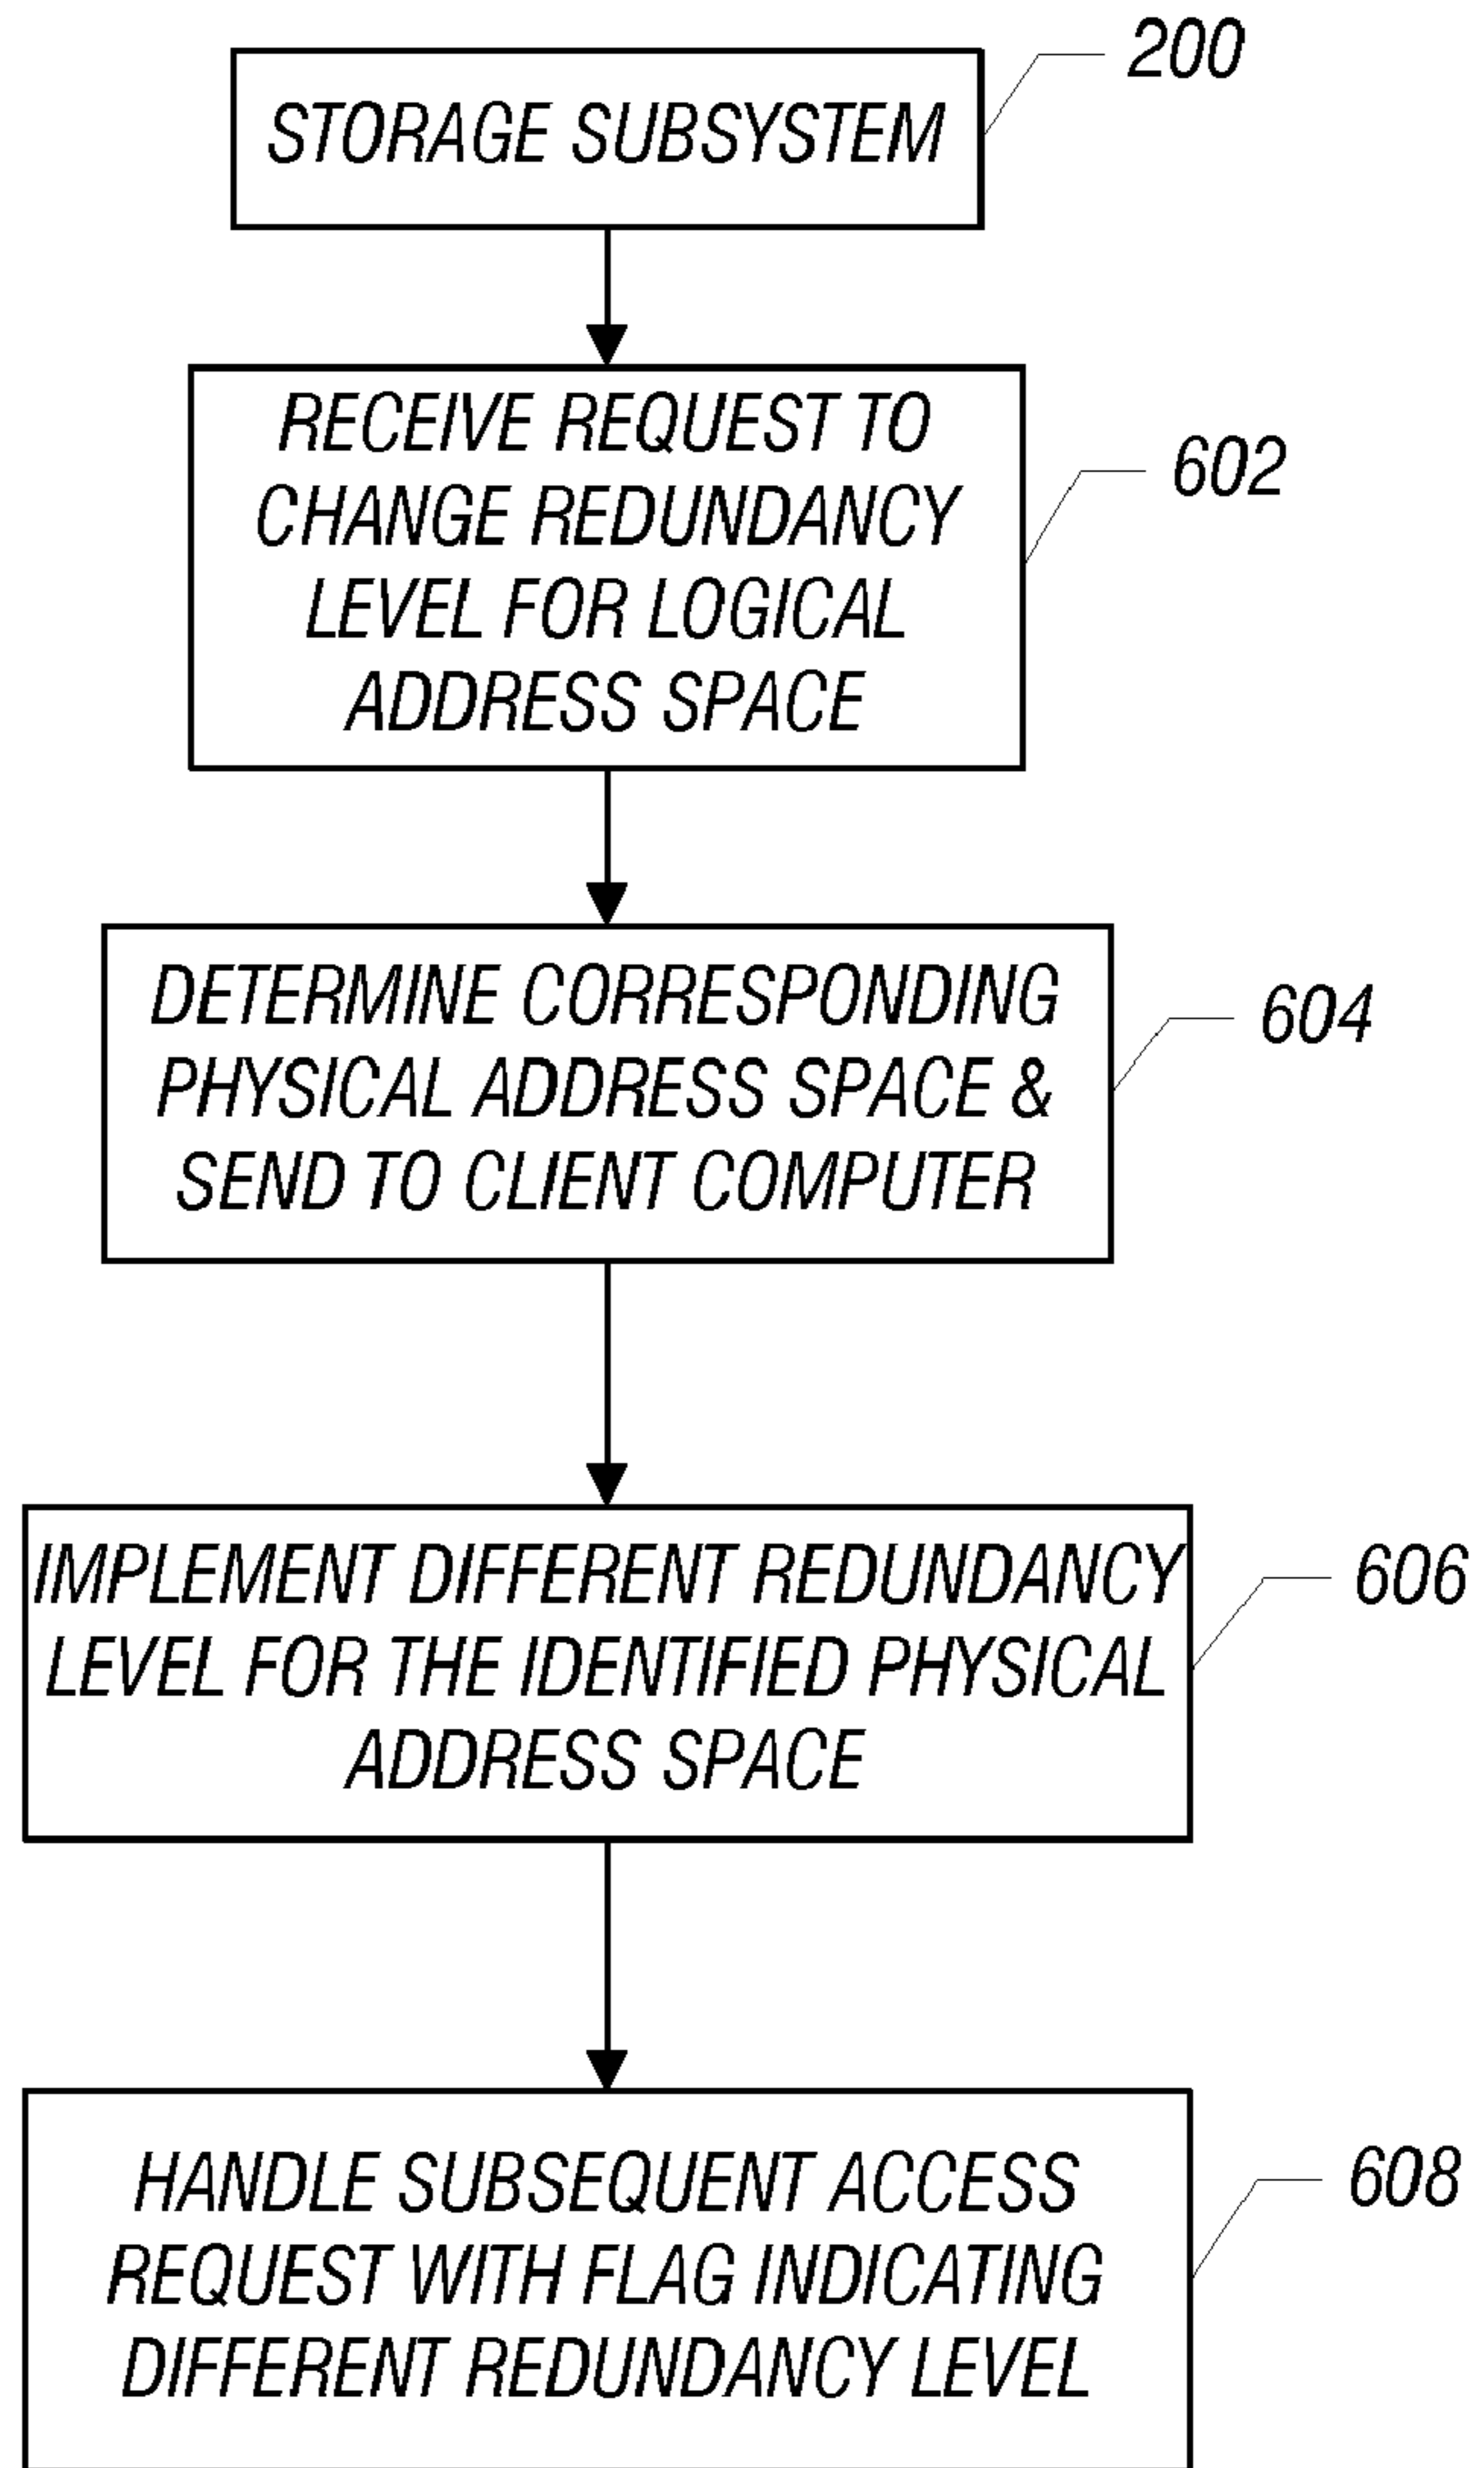 200
STORAGE SUBSYSTEM
RECEIVE REQUEST TO
CHANGE REDUNDANCY
LEVEL FOR LOGICAL
ADDRESS SPACE
602
DETERMINE CORRESPONDING
PHYSICAL ADDRESS SPACE &
SEND TO CLIENT COMPUTER
604
IMPLEMENT DIFFERENT REDUNDANCY
LEVEL FOR THE IDENTIFIED PHYSICAL
ADDRESS SPACE
606
HANDLE SUBSEQUENT ACCESS
REQUEST WITH FLAG INDICATING
DIFFERENT REDUNDANCY LEVEL
608